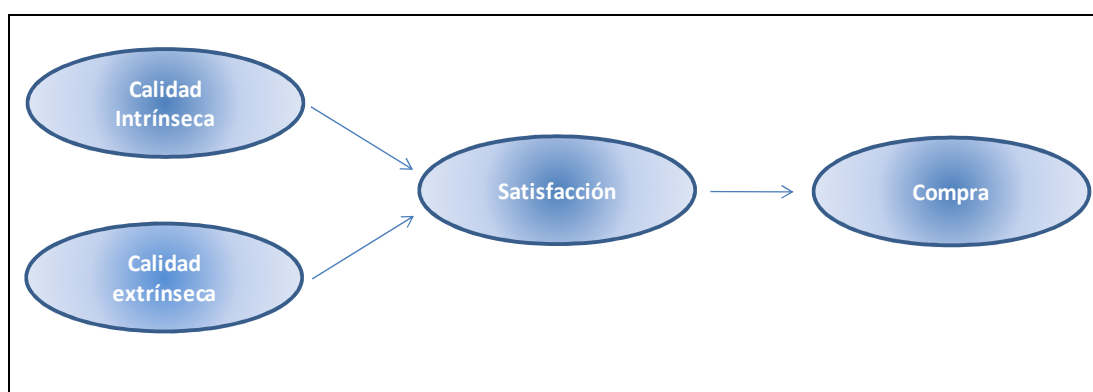 Calidad
Intrínseca
Satisfacción
Compra
Calidad
extrínseca